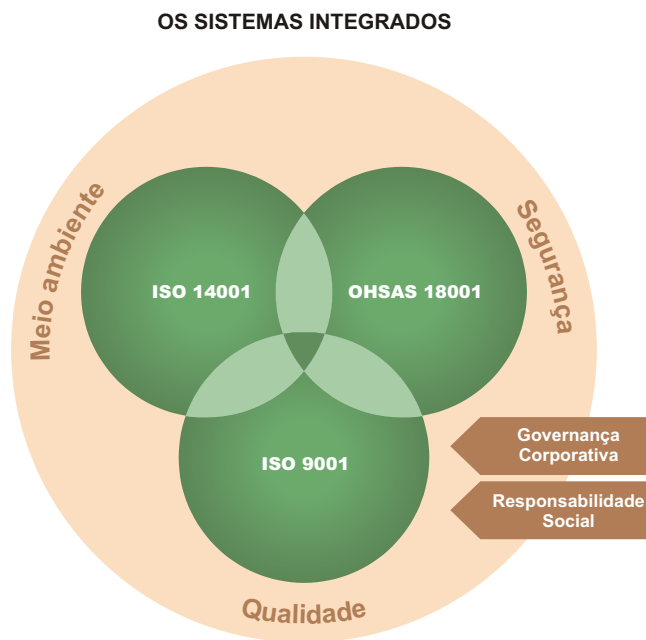 OS SISTEMAS INTEGRADOS
Meio ambiente
Segurança
ISO 14001
OHSAS 18001
ISO 9001
Governança
Corporativa
Responsabilidade
Social
Qualidade